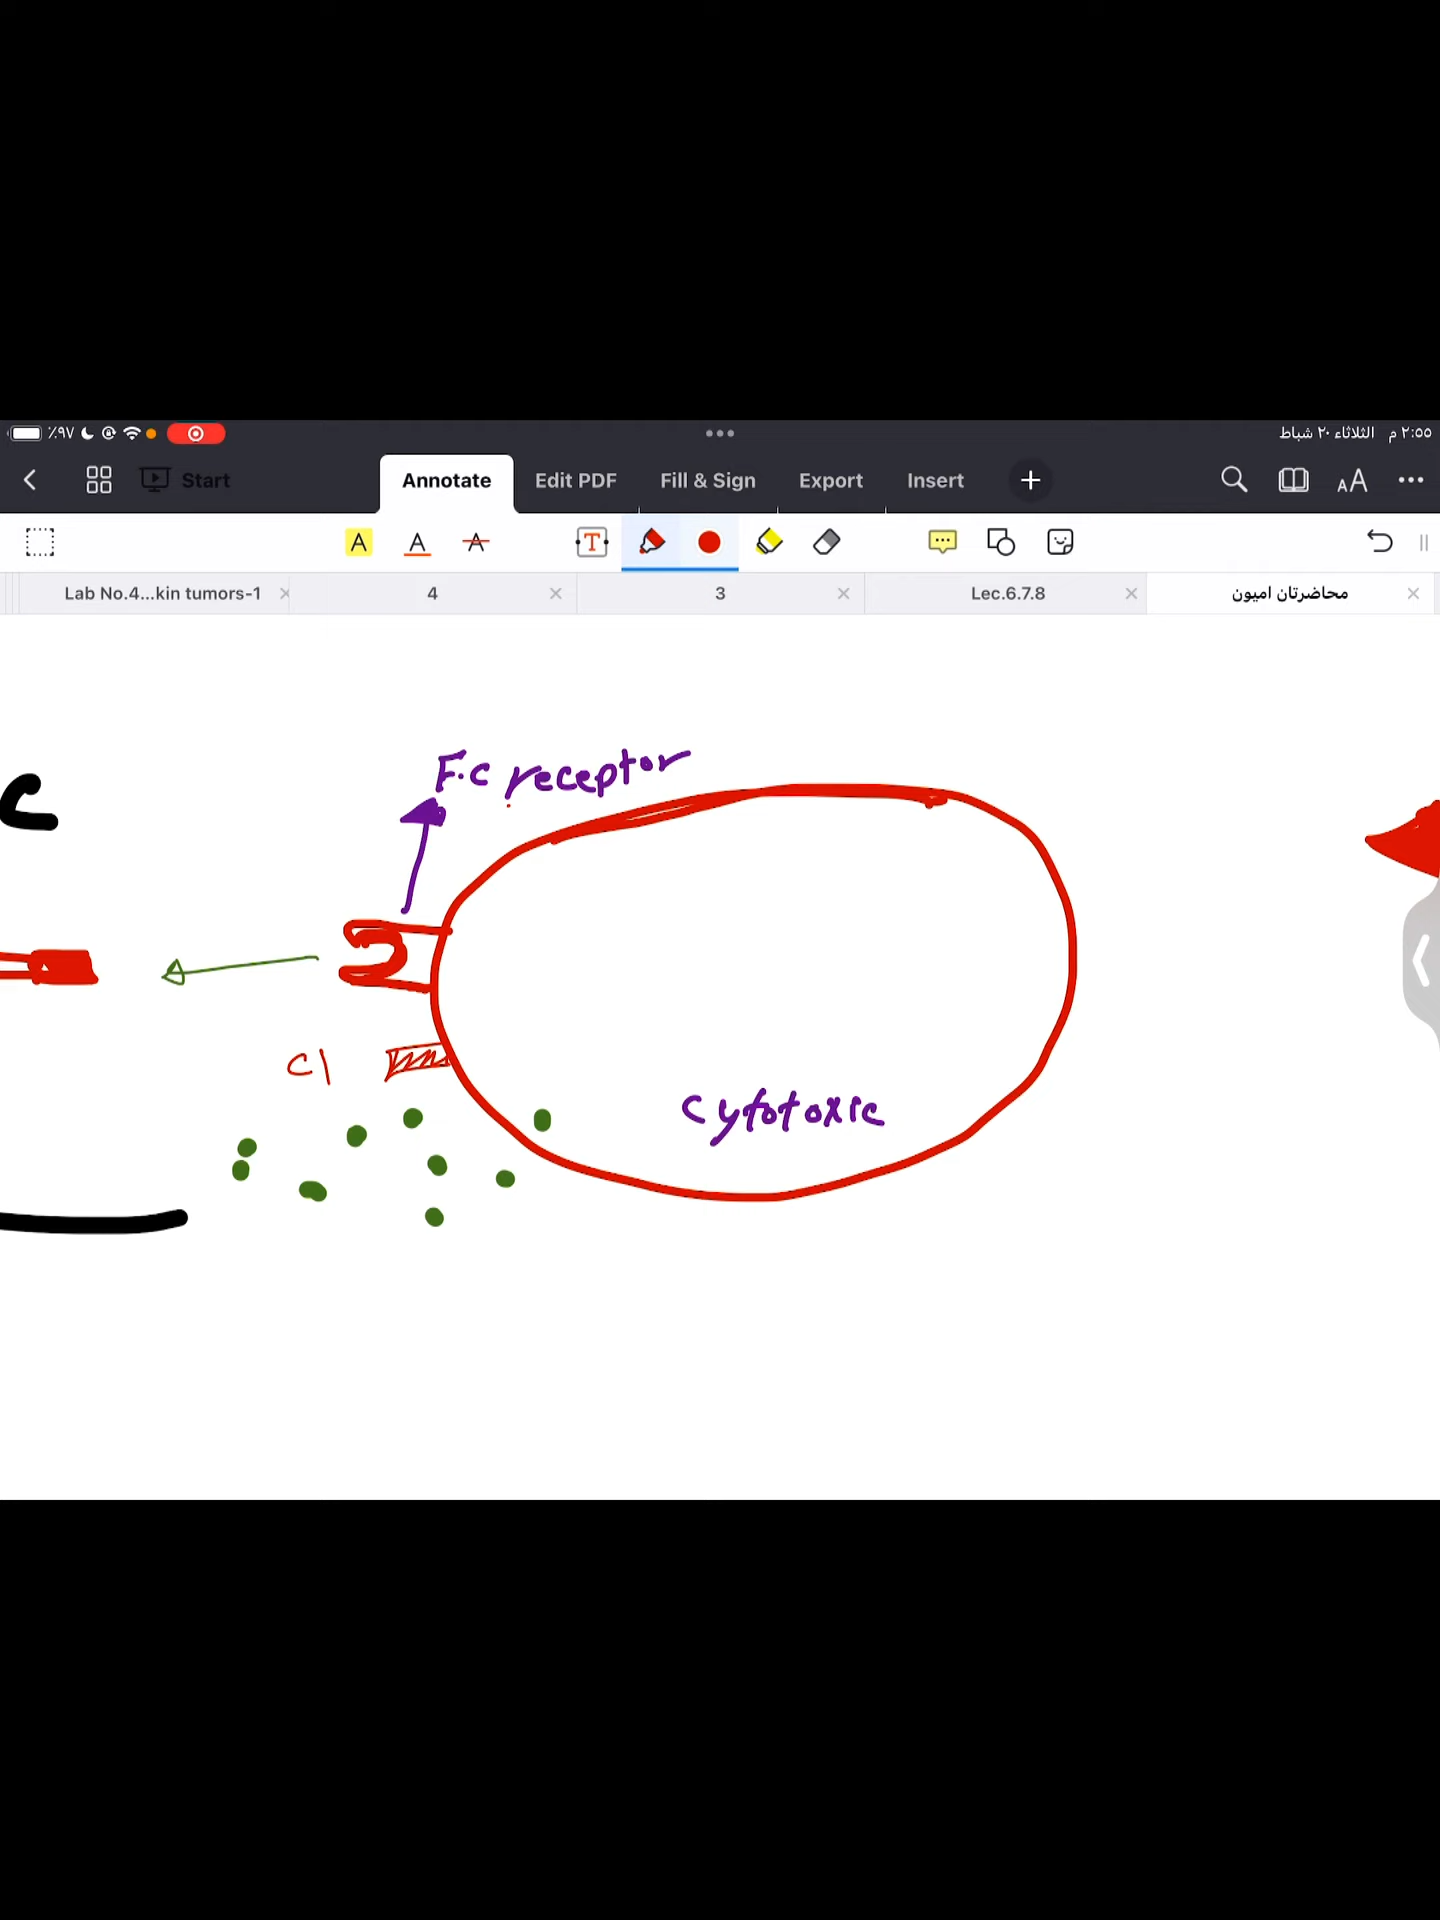 ٪٩٧
٢:٥٥ م الثلاثاء ٢٠ شباط
Start
Annotate
Edit PDF
Fill & Sign
Export
Insert
AA
A A A T
Lab No.4...kin tumors-1
4
3
Lec.6.7.8
محاضرتان اميون
F.c receptor
C
C1
Cytotoxic